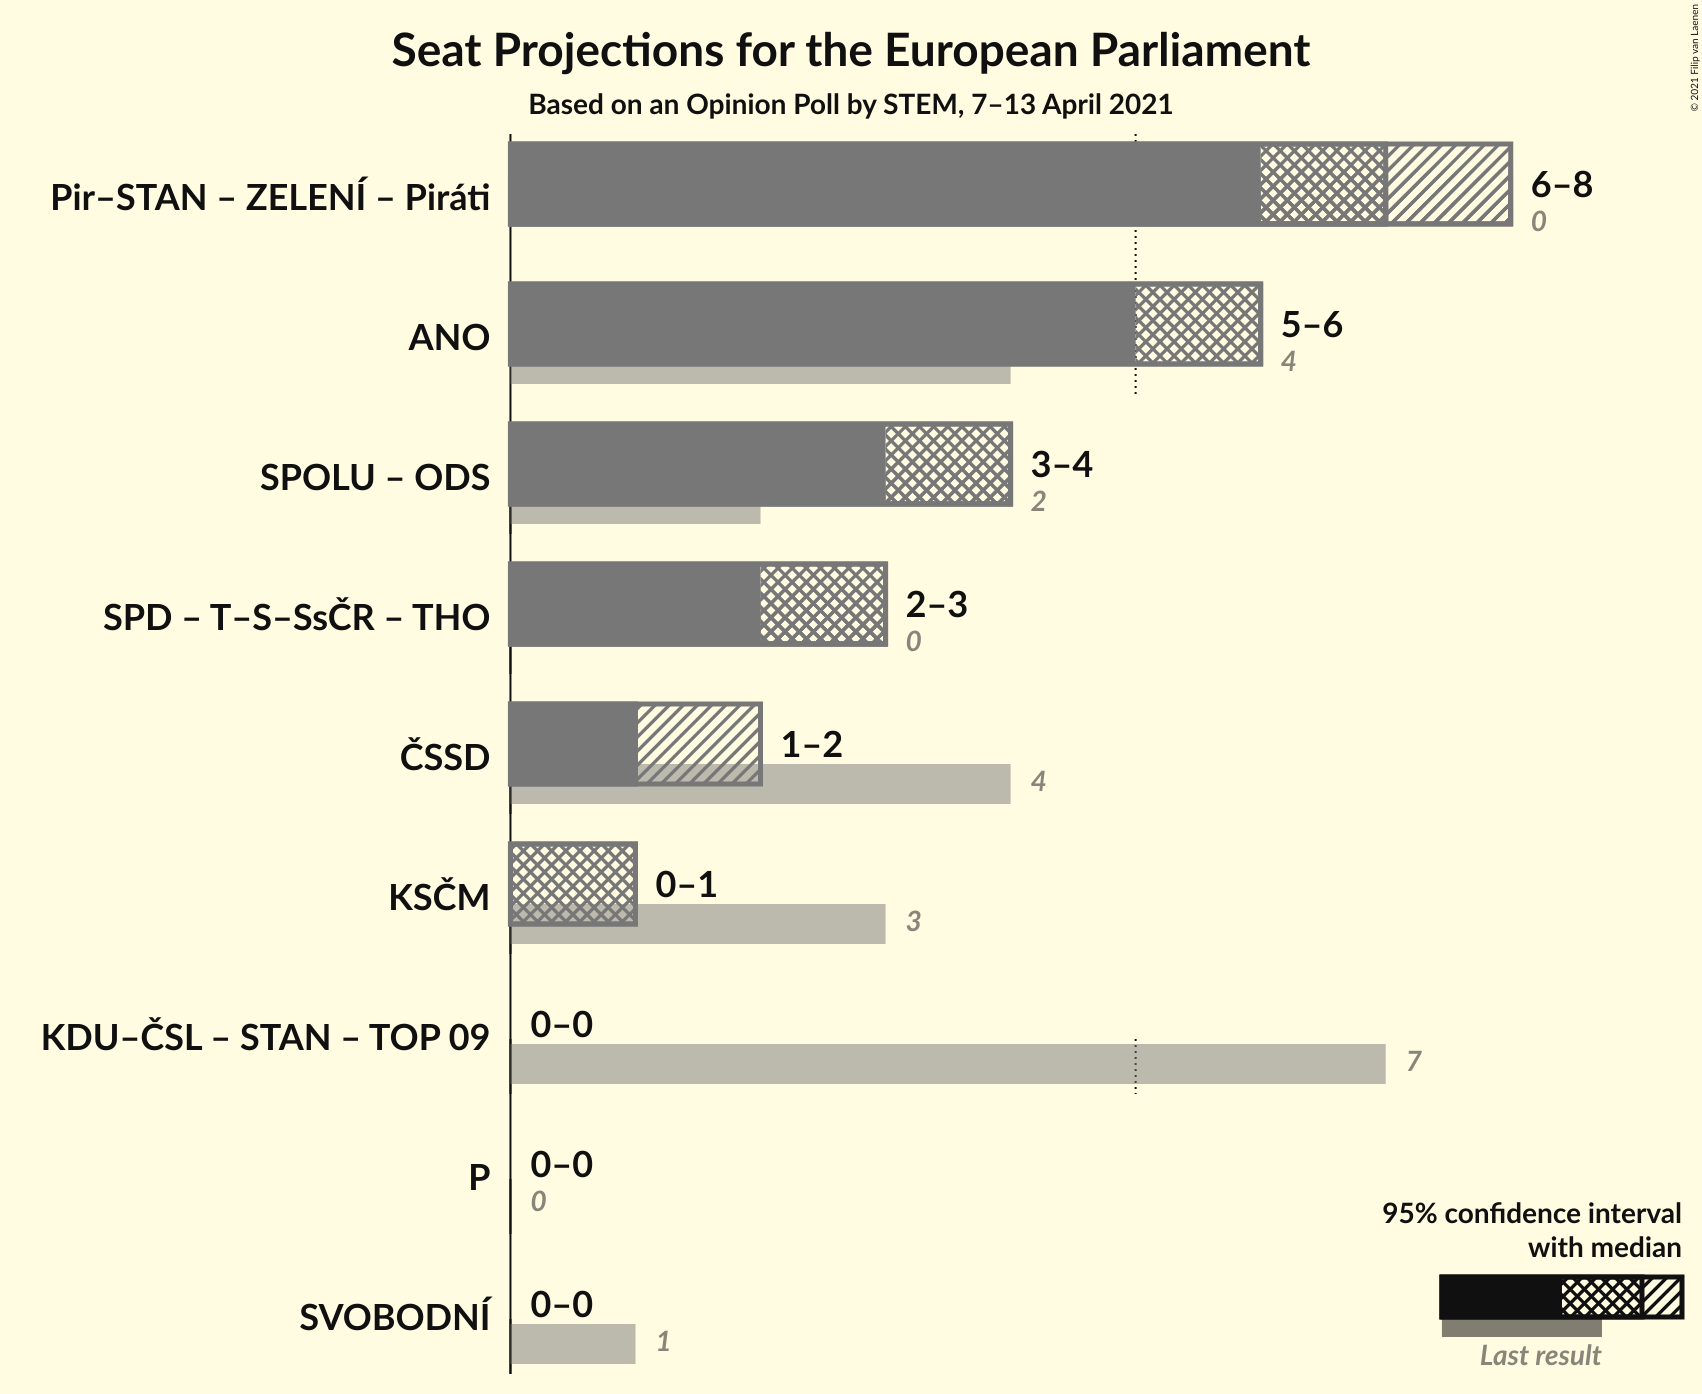 Seat Projections for the European Parliament
Based on an Opinion Poll by STEM, 7–13 April 2021
© 2021 Filip van Laenen
Pir–STAN – ZELENÍ – Piráti
6–8
0
ANO
5–6
4
SPOLU – ODS
3–4
2
SPD – T–S–SsČR – THO
2–3
0
ČSSD
1–2
4
KSČM
0–1
3
KDU–ČSL – STAN – TOP 09
0–0
7
P
0–0
0
SVOBODNÍ
0–0
1
95% confidence interval
with median
Last result